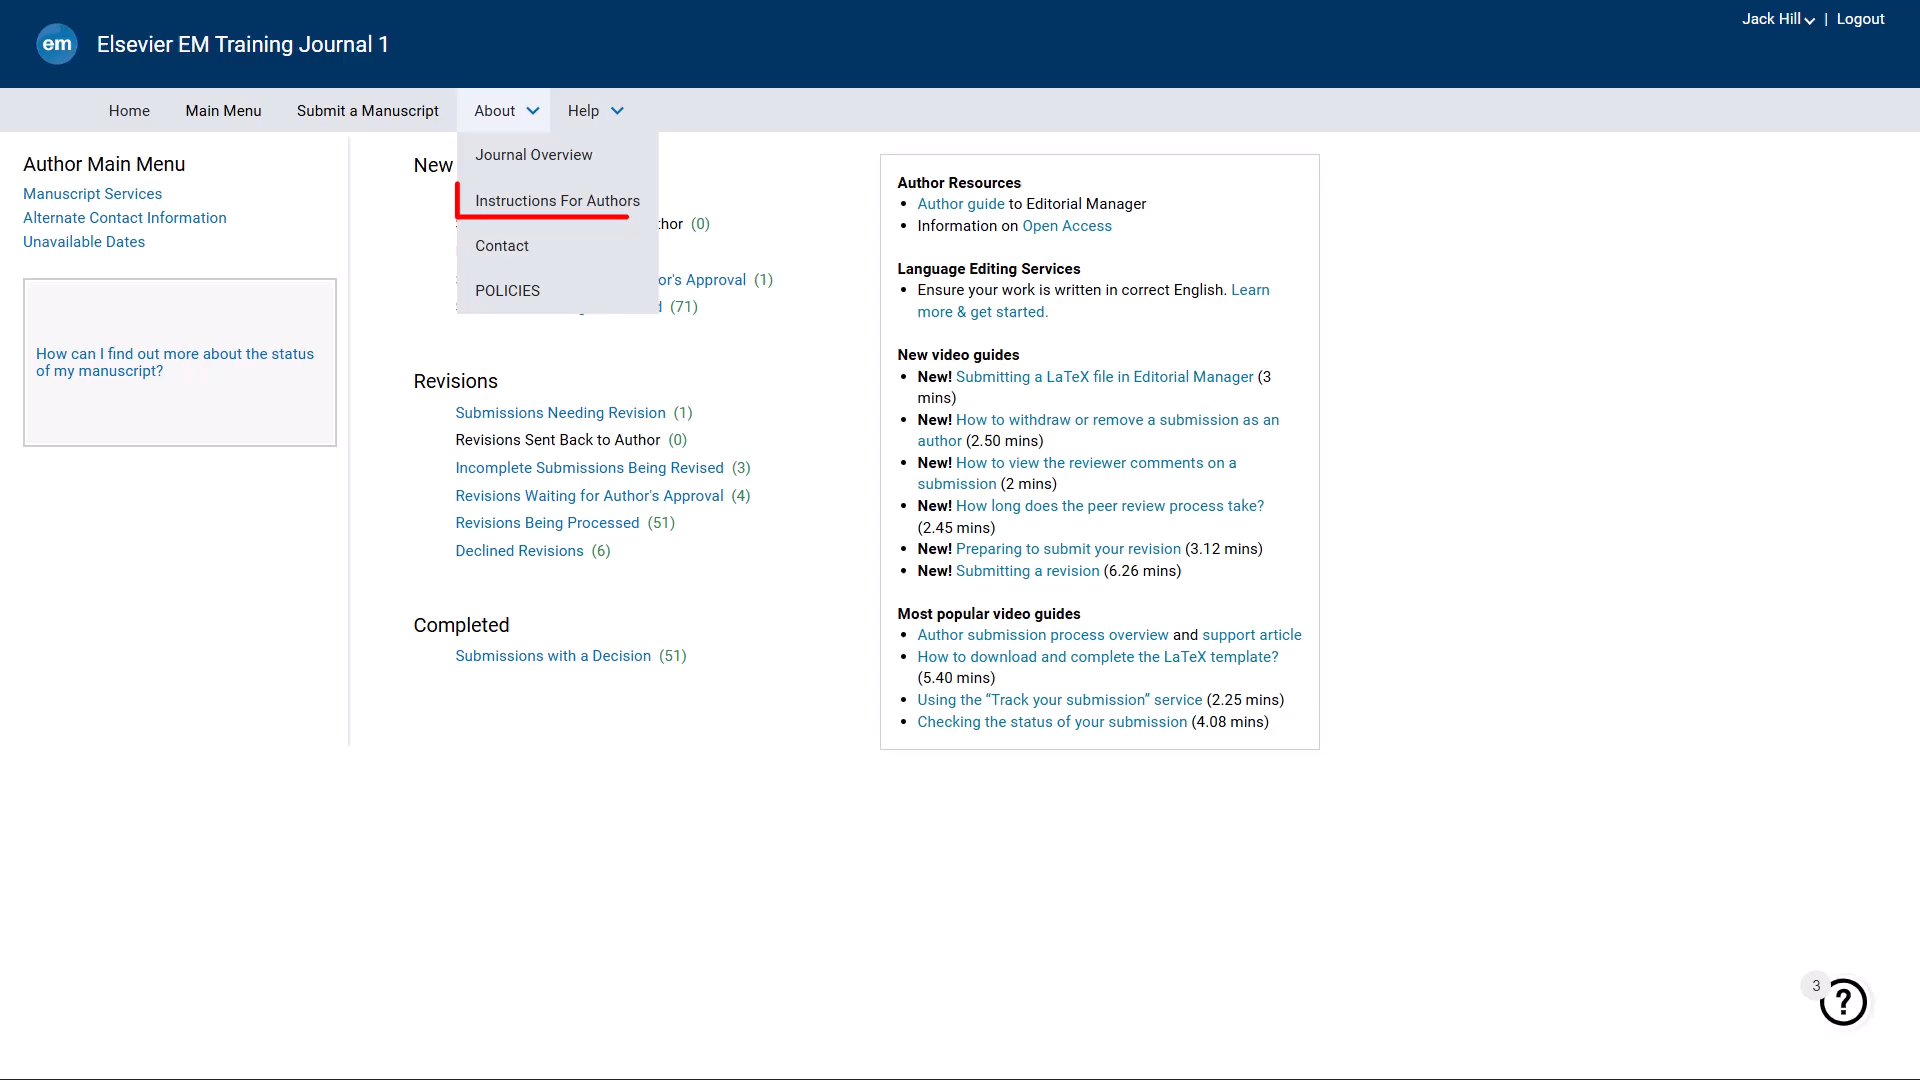 Jack Hill | Logout
em Elsevier EM Training Journal 1
Home Main Menu Submit a Manuscript About Help
Journal Overview
Instructions For Authors
Contact
POLICIES
Author Main Menu
Manuscript Services
Alternate Contact Information
Unavailable Dates
How can I find out more about the status
of my manuscript?
New
(0)
Approval (1)
(71)
Revisions
Submissions Needing Revision (1)
Revisions Sent Back to Author (0)
Incomplete Submissions Being Revised (3)
Revisions Waiting for Author's Approval (4)
Revisions Being Processed (51)
Declined Revisions (6)
Completed
Submissions with a Decision (51)
Author Resources
• Author guide to Editorial Manager
• Information on Open Access
Language Editing Services
• Ensure your work is written in correct English. Learn
more & get started.
New video guides
• New! Submitting a LaTeX file in Editorial Manager (3
mins)
• New! How to withdraw or remove a submission as an
author (2.50 mins)
• New! How to view the reviewer comments on a
submission (2 mins)
• New! How long does the peer review process take?
(2.45 mins)
• New! Preparing to submit your revision (3.12 mins)
• New! Submitting a revision (6.26 mins)
Most popular video guides
• Author submission process overview and support article
• How to download and complete the LaTeX template?
(5.40 mins)
• Using the “Track your submission” service (2.25 mins)
• Checking the status of your submission (4.08 mins)
3
?